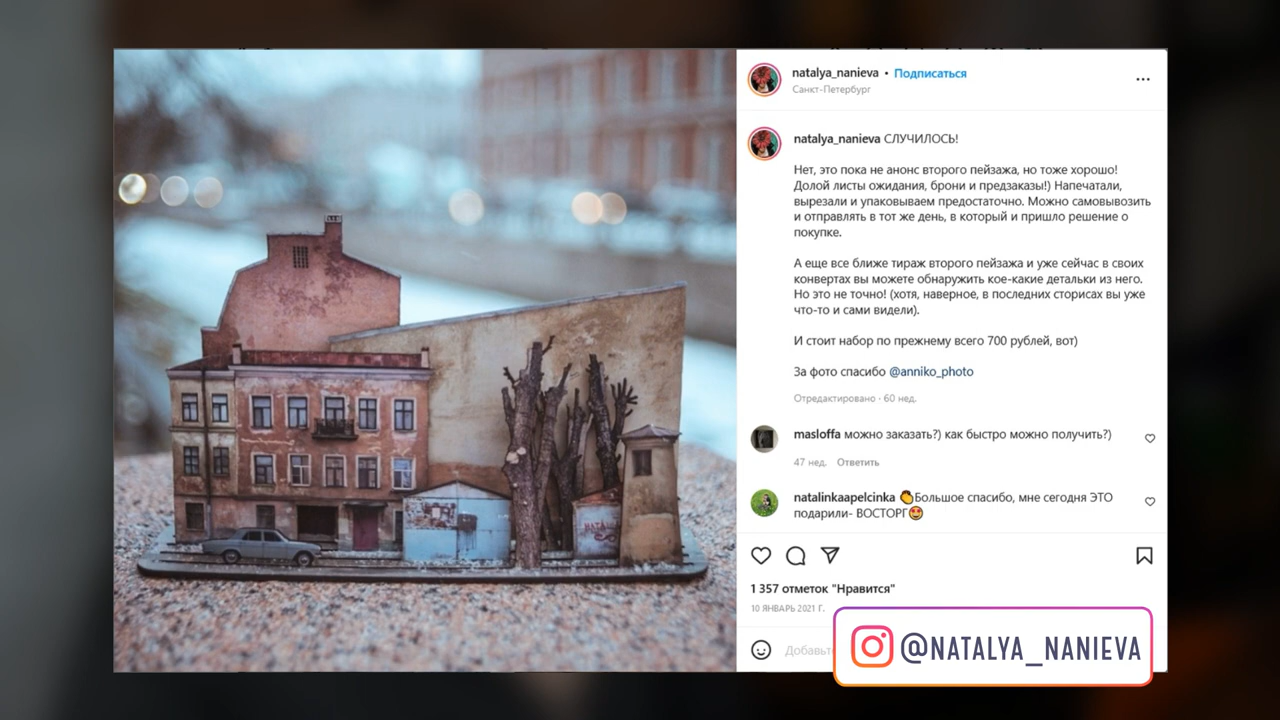 natalya_nanieva • Подписаться
Санкт-Петербург
natalya_nanieva СЛУЧИЛОСЬ!
Нет, это пока не анонс второго пейзажа, но тоже хорошо!
Долой листы ожидания, брони и предзаказы!) Напечатали,
вырезали и упаковываем предостаточно. Можно самовывозить
и отправлять в тот же день, в который и пришло решение о
покупке.
А еще все ближе тираж второго пейзажа и уже сейчас в своих
конвертах вы можете обнаружить кое-какие детальки из него.
Но это не точно! (хотя, наверное, в последних сторисах вы уже
что-то и сами видели).
И стоит набор по прежнему всего 700 рублей, вот)
За фото спасибо @anniko_photo
Отредактировано · 60 нед.
masloffa можно заказать?) как быстро можно получить?)
47 нед. Ответить
natalinkaapelcinka 👏Большое спасибо, мне сегодня ЭТО
подарили- ВОСТОРГ🤩
1 357 отметок "Нравится"
10 ЯНВАРЬ 2021 Г.
@NATALYA_NANIEVA